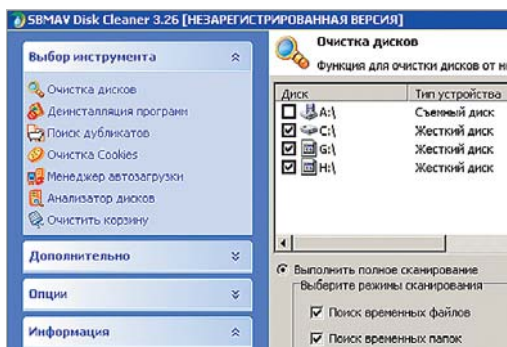 SBMAV Disk Cleaner 3.26 [НЕЗАРЕГИСТРИРОВАННАЯ ВЕРСИЯ]
Выбор инструмента
Очистка дисков
Деинсталляция программ
Поиск дубликатов
Очистка Cookies
Менеджер автозагрузки
Анализатор дисков
Очистить корзину
Дополнительно
Опции
Информация
Очистка дисков
Функция для очистки дисков от
Диск Тип устройства
A:\ Съемный диск
C:\ Жесткий диск
G:\ Жесткий диск
H:\ Жесткий диск
Выполнить полное сканирование
Выберите режимы сканирования
Поиск временных файлов
Поиск временных папок